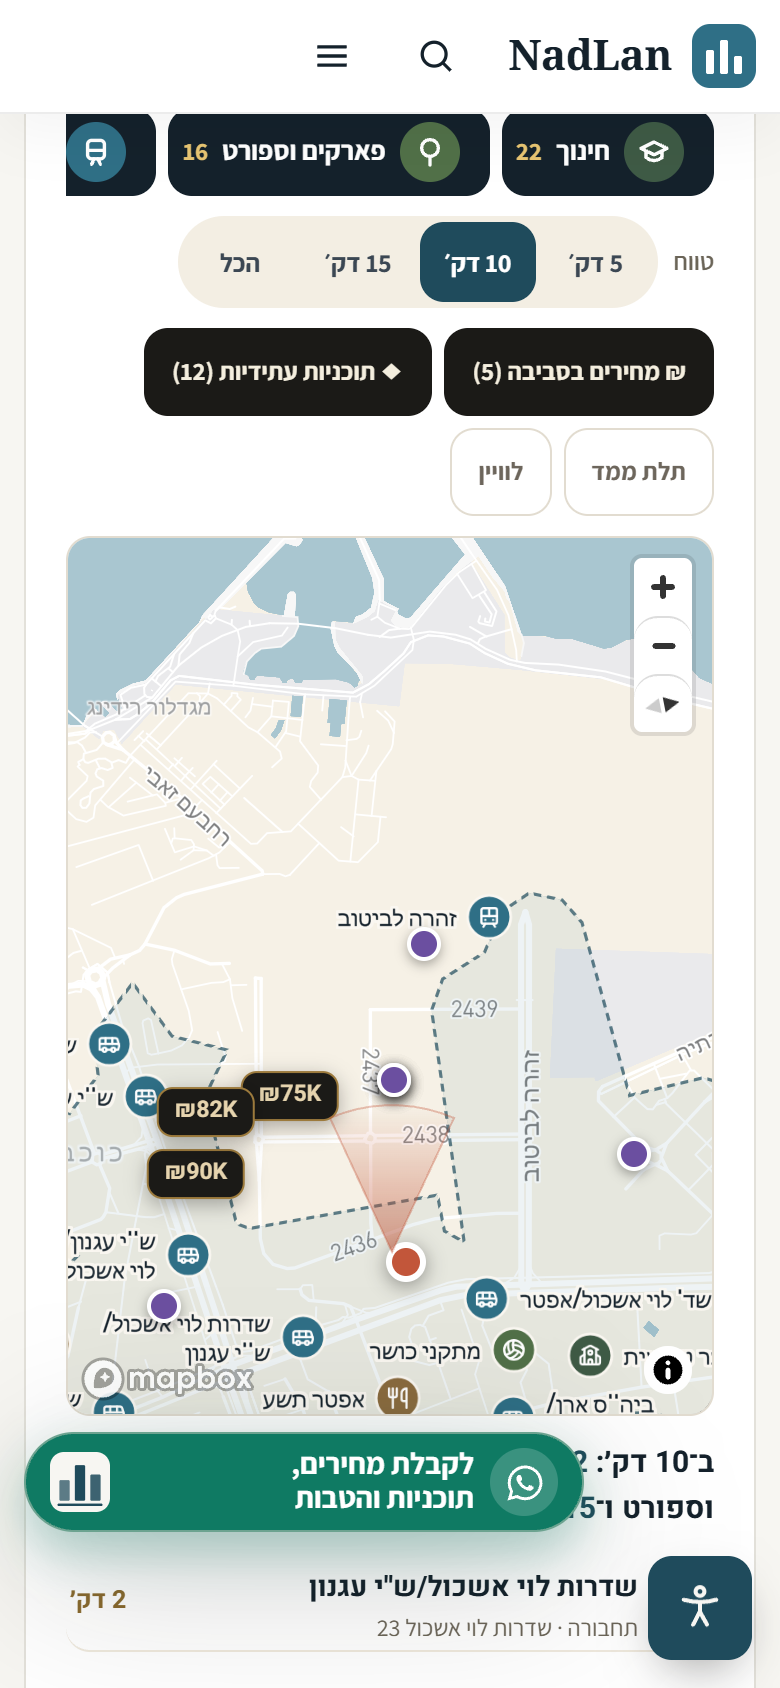 NadLan
חינוך 22
פארקים וספורט 16
טווח
5 דק׳
10 דק׳
15 דק׳
הכל
₪ מחירים בסביבה (5)
◆ תוכניות עתידיות (12)
תלת ממד
לוויין
מגדלור רידינג
רחבעם זאבי
זהרה לביטוב
2439
2437
₪75K
₪82K
2438
זהרה לביטוב
₪90K
ש''י עגנון/
לוי אשכול
2436
שד' לוי אשכול/אפטר
שדרות לוי אשכול/
ש''י עגנון
מתקני כושר
אפטר תשע
ביה''ס ארן/
mapbox
ב־10 דק׳:
וספורט ו־
לקבלת מחירים,
תוכניות והטבות
שדרות לוי אשכול/ש"י עגנון
2 דק׳
תחבורה · שדרות לוי אשכול 23